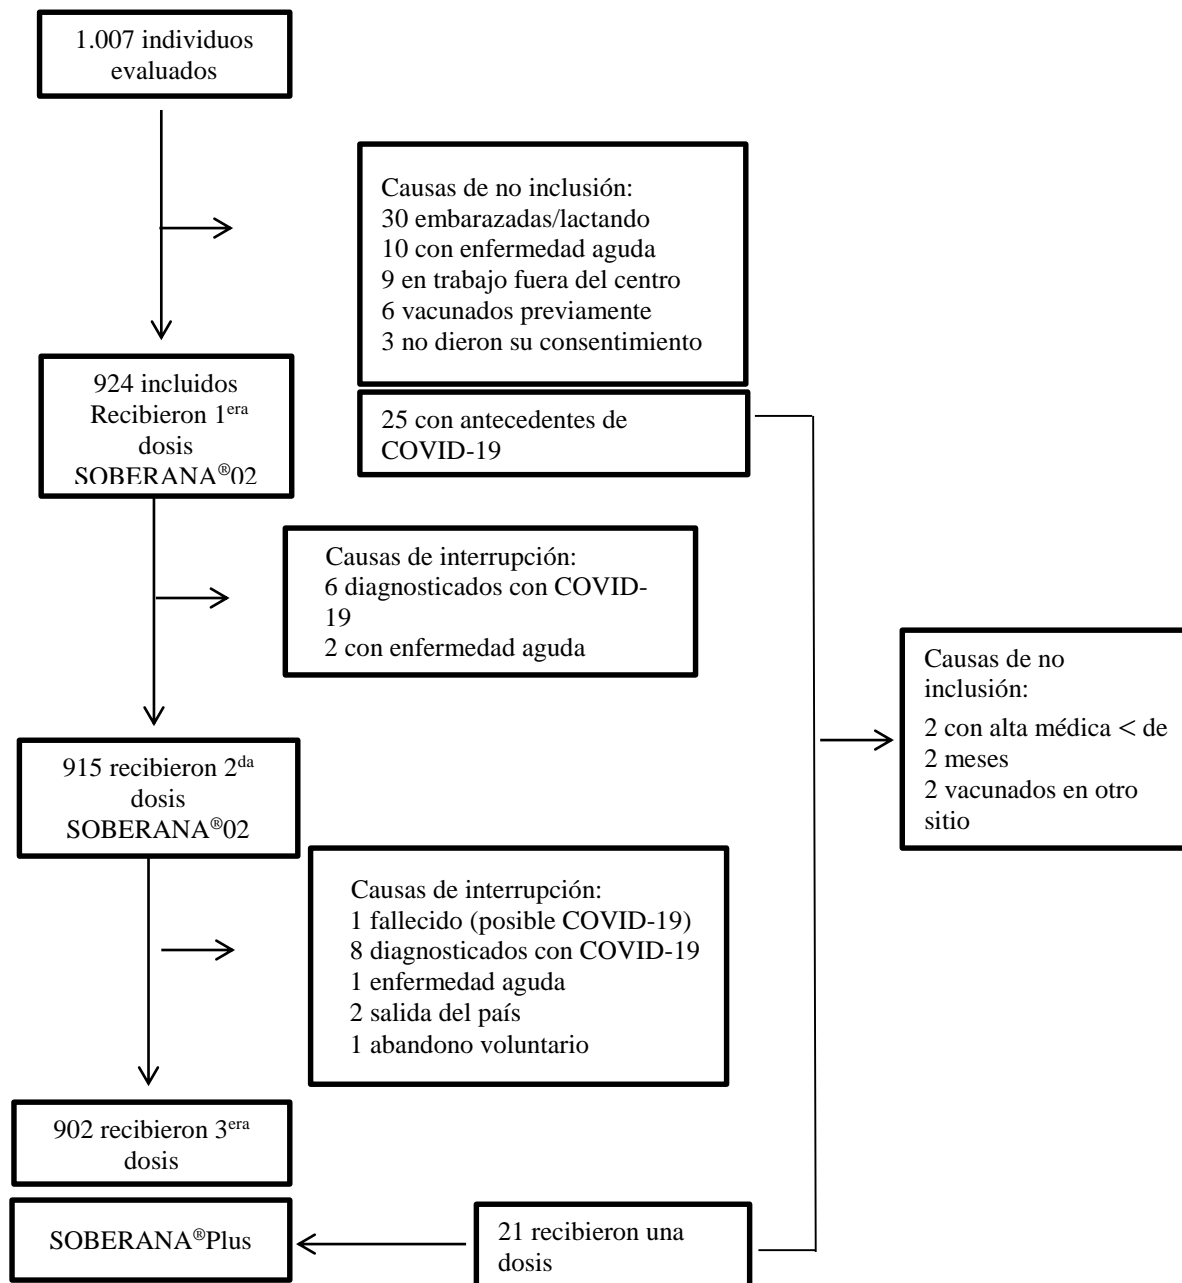 1.007 individuos
evaluados
Causas de no inclusión:
30 embarazadas/lactando
10 con enfermedad aguda
9 en trabajo fuera del centro
6 vacunados previamente
3 no dieron su consentimiento
924 incluidos
Recibieron 1era
dosis
SOBERANA®02
25 con antecedentes de
COVID-19
Causas de interrupción:
6 diagnosticados con COVID-
19
2 con enfermedad aguda
Causas de no
inclusión:
2 con alta médica < de
2 meses
2 vacunados en otro
sitio
915 recibieron 2da
dosis
SOBERANA®02
Causas de interrupción:
1 fallecido (posible COVID-19)
8 diagnosticados con COVID-19
1 enfermedad aguda
2 salida del país
1 abandono voluntario
902 recibieron 3era
dosis
SOBERANA®Plus
21 recibieron una
dosis